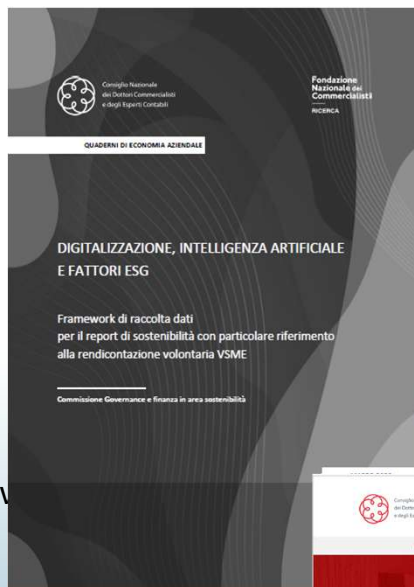 Consiglio Nazionale
dei Dottori Commercialisti
e degli Esperti Contabili
Fondazione
Nazionale dei
Commercialisti
RICERCA
QUADERNI DI ECONOMIA AZIENDALE
DIGITALIZZAZIONE, INTELLIGENZA ARTIFICIALE
E FATTORI ESG
Framework di raccolta dati
per il report di sostenibilità con particolare riferimento
alla rendicontazione volontaria VSME
Commissione Governance e finanza in area sostenibilità